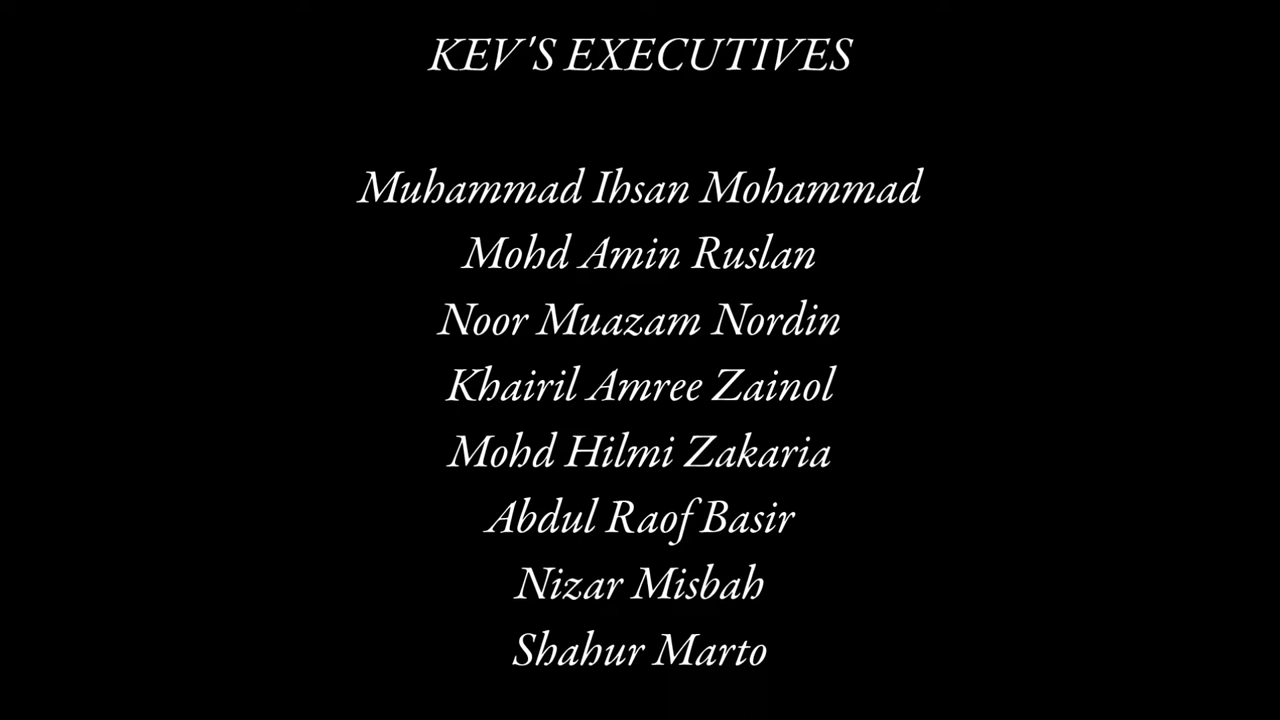 KEV'S EXECUTIVES
Muhammad Ihsan Mohammad
Mohd Amin Ruslan
Noor Muazam Nordin
Khairil Amree Zainol
Mohd Hilmi Zakaria
Abdul Raof Basir
Nizar Misbah
Shahur Marto